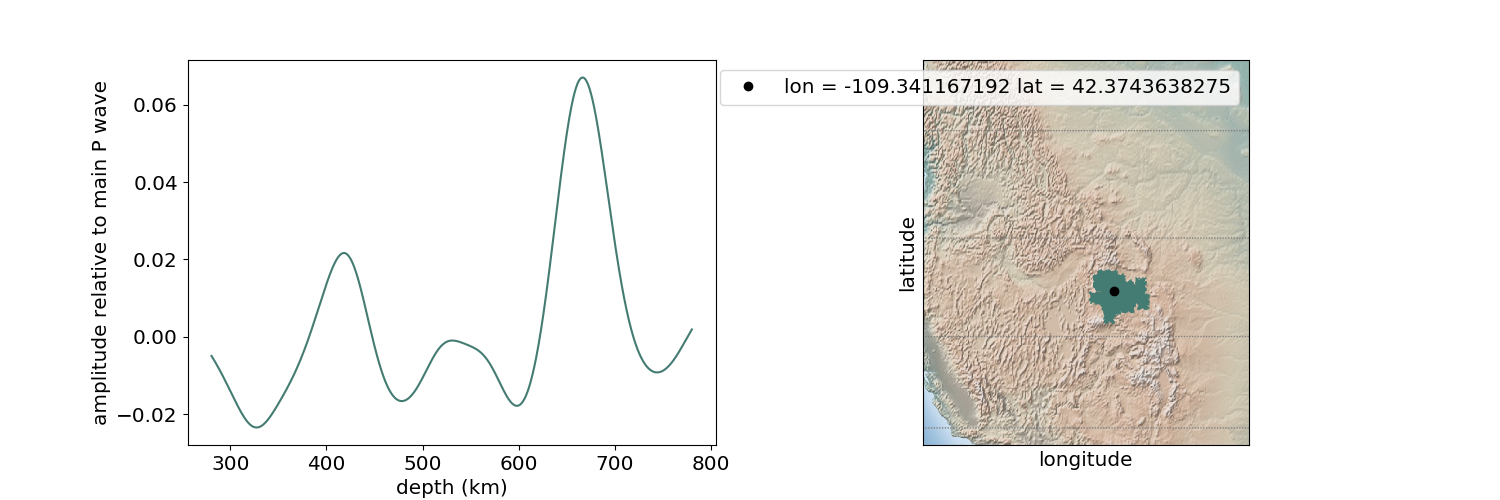 amplitude relative to main P wave
0.06
0.04
0.02
0.00
−0.02
300 400 500 600 700 800
depth (km)
lon = -109.341167192 lat = 42.3743638275
latitude
longitude